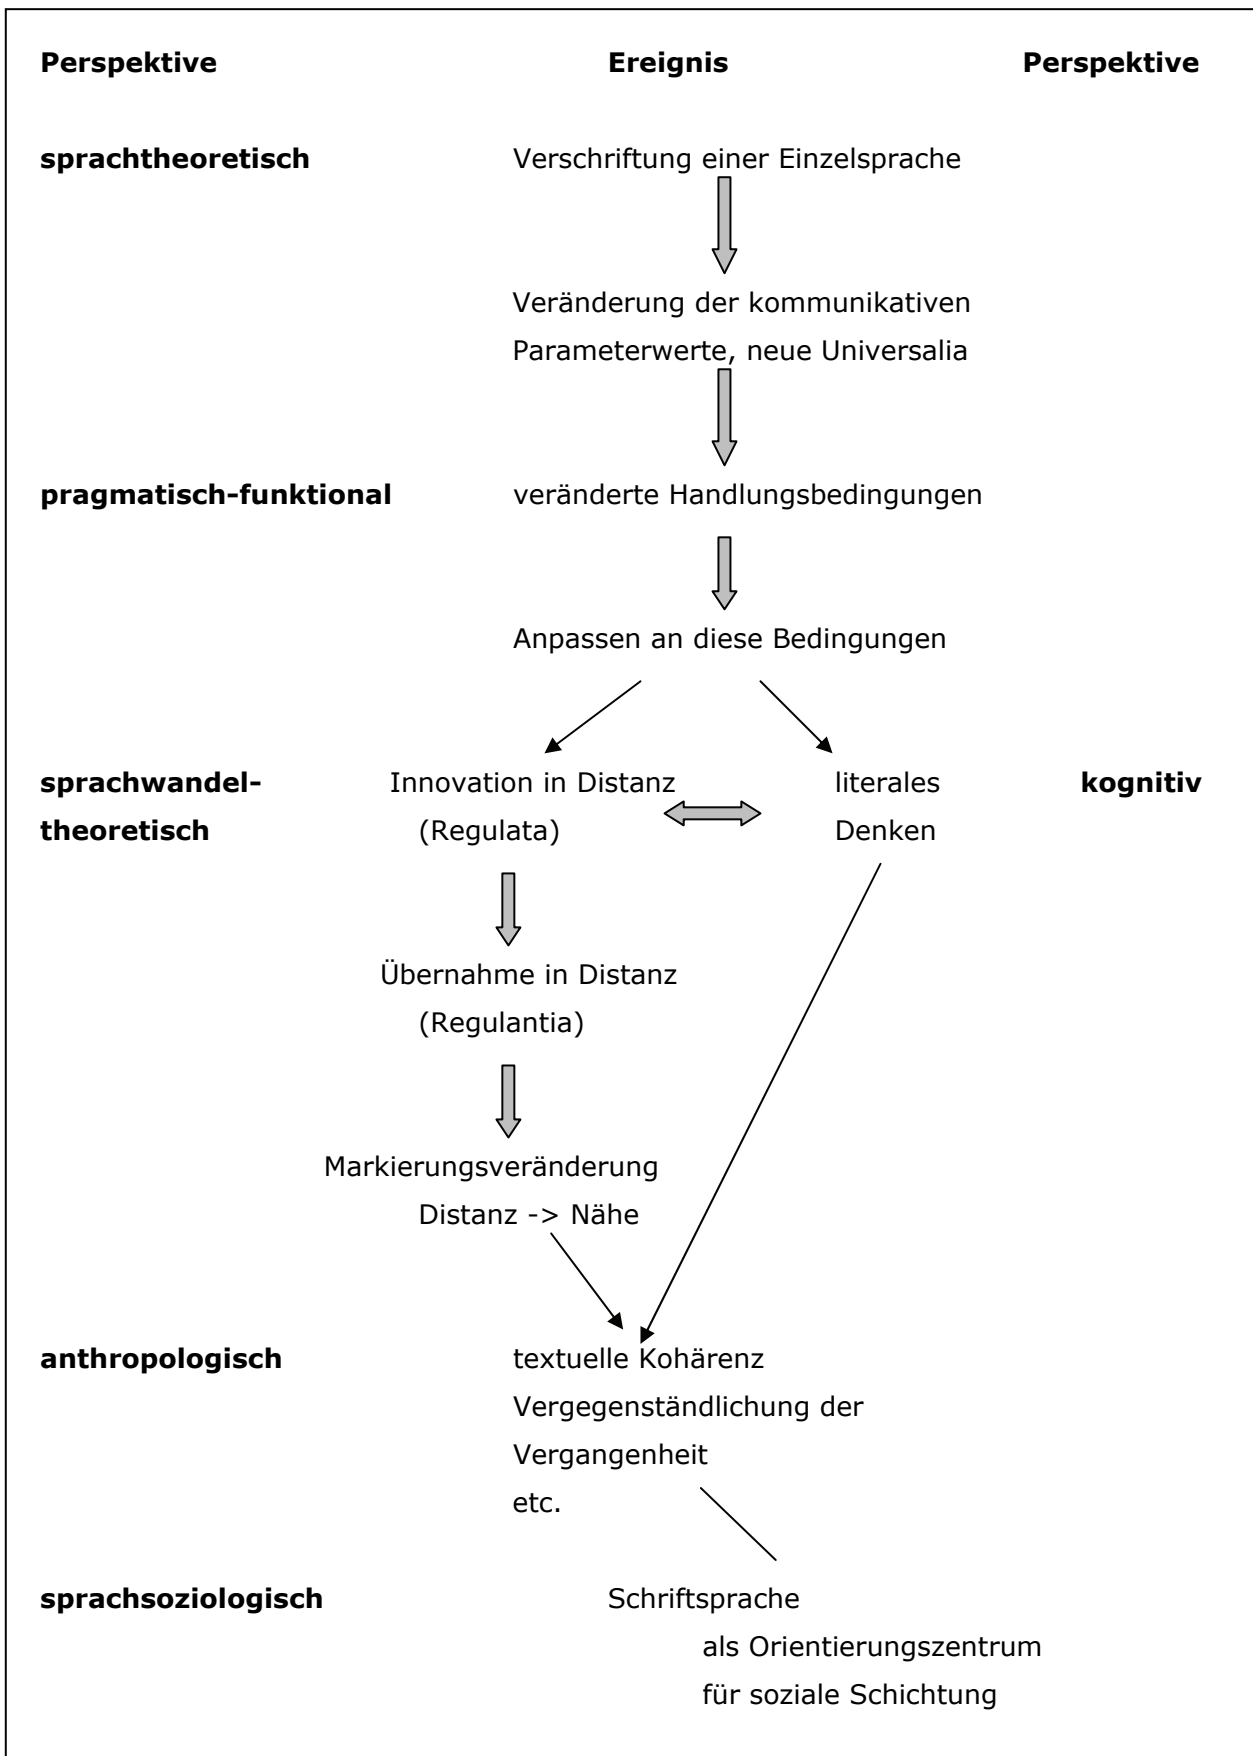 Perspektive Ereignis Perspektive
sprachtheoretisch Verschriftung einer Einzelsprache
Veränderung der kommunikativen
Parameterwerte, neue Universalia
pragmatisch-funktional veränderte Handlungsbedingungen
Anpassen an diese Bedingungen
sprachwandel- Innovation in Distanz literales kognitiv
theoretisch (Regulata) Denken
Übernahme in Distanz
(Regulantia)
Markierungsveränderung
Distanz -> Nähe
anthropologisch textuelle Kohärenz
Vergegenständlichung der
Vergangenheit
etc.
sprachsoziologisch Schriftsprache
als Orientierungszentrum
für soziale Schichtung